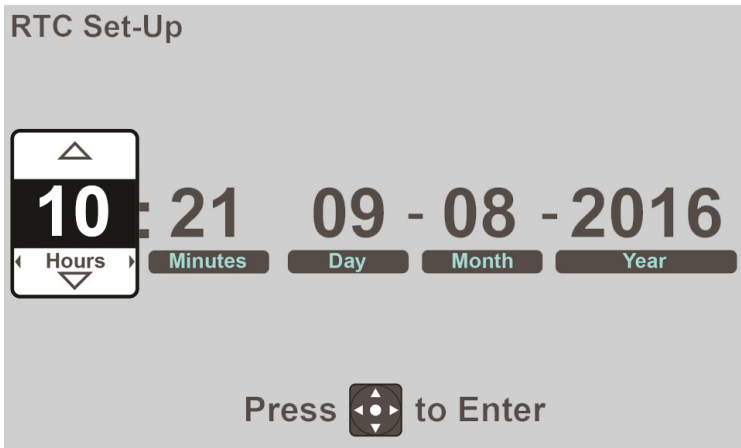 RTC Set-Up
10 : 21 09 - 08 - 2016
Hours Minutes Day Month Year
Press to Enter